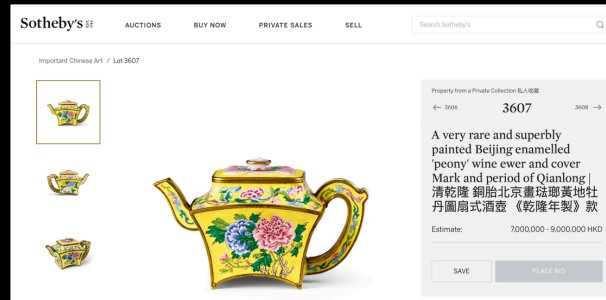 Sotheby's
AUCTIONS
BUY NOW
PRIVATE SALES
SELL
Search Sotheby's
Important Chinese Art / Lot 3607
Property from a Private Collection 私人收藏
← 3606
3607
3608 →
A very rare and superbly
painted Beijing enamelled
'peony' wine ewer and cover
Mark and period of Qianlong |
清乾隆 銅胎北京畫琺瑯黃地牡
丹圖扇式酒壺 《乾隆年製》款
Estimate:
7,000,000 - 9,000,000 HKD
SAVE
PLACE BID